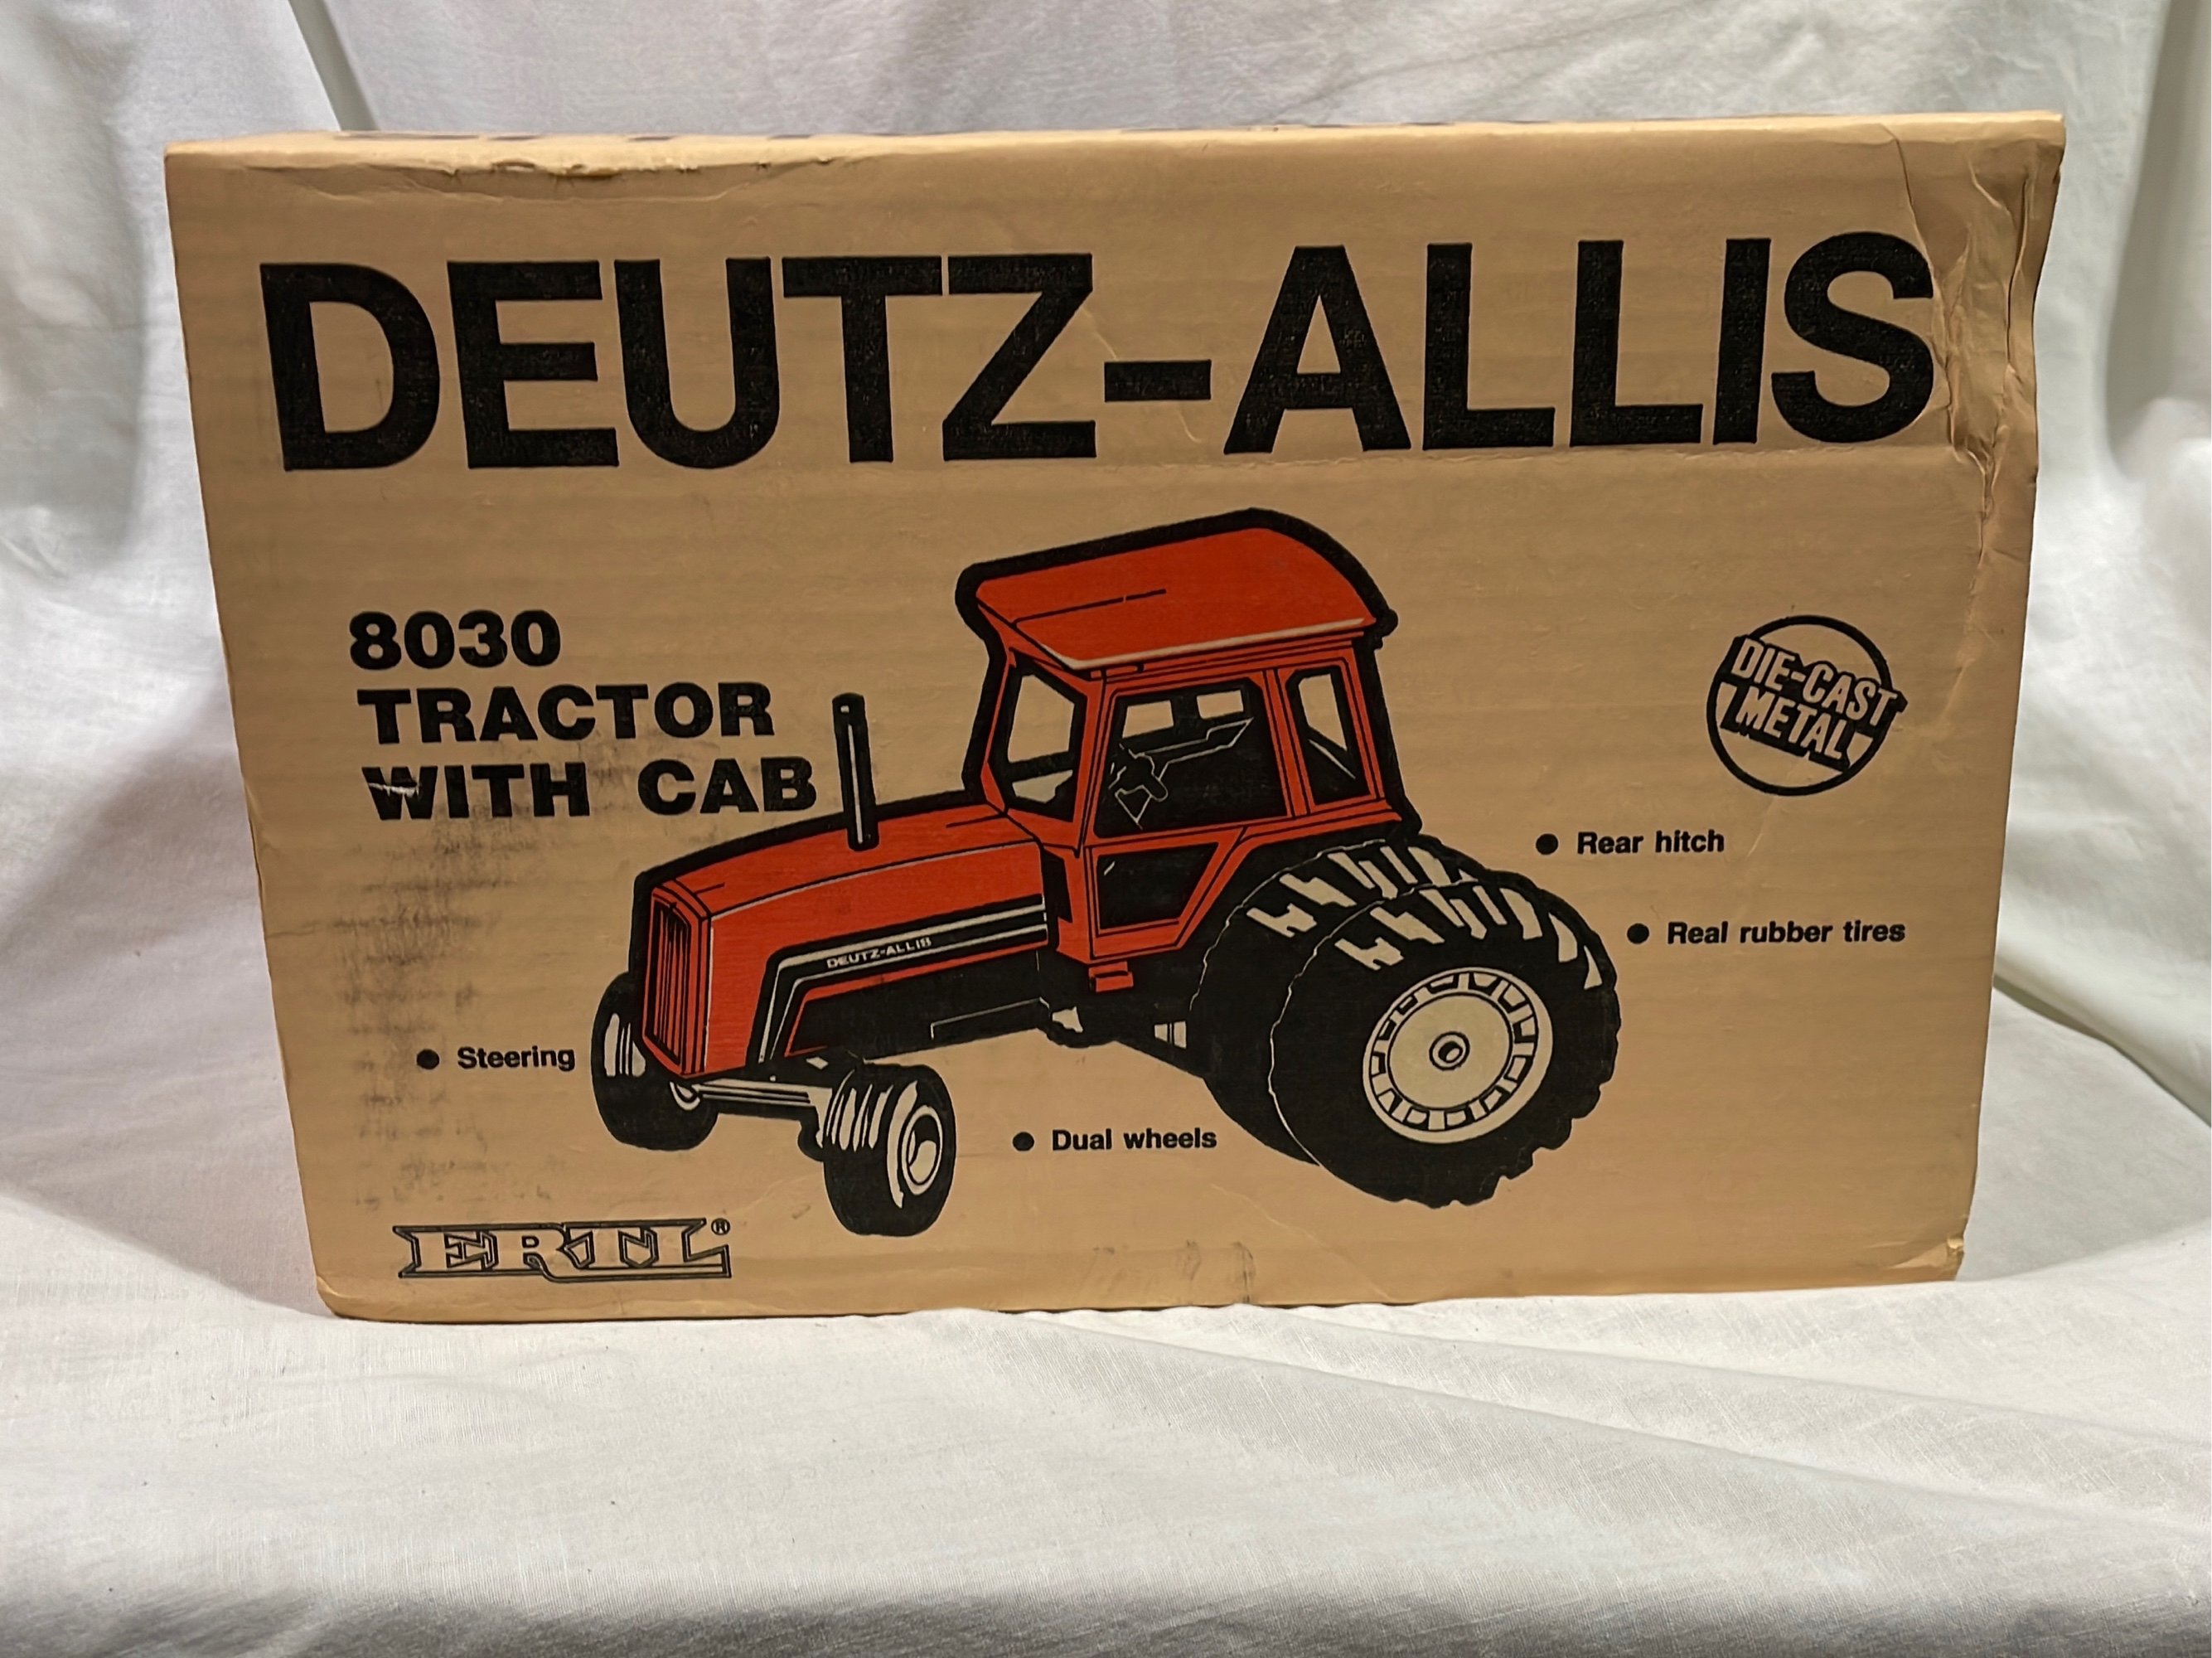 DEUTZ-ALLIS
8030
TRACTOR
WITH CAB
DIE-CAST
METAL
● Rear hitch
● Real rubber tires
DEUTZ-ALLIS
● Steering
● Dual wheels
ERTL®